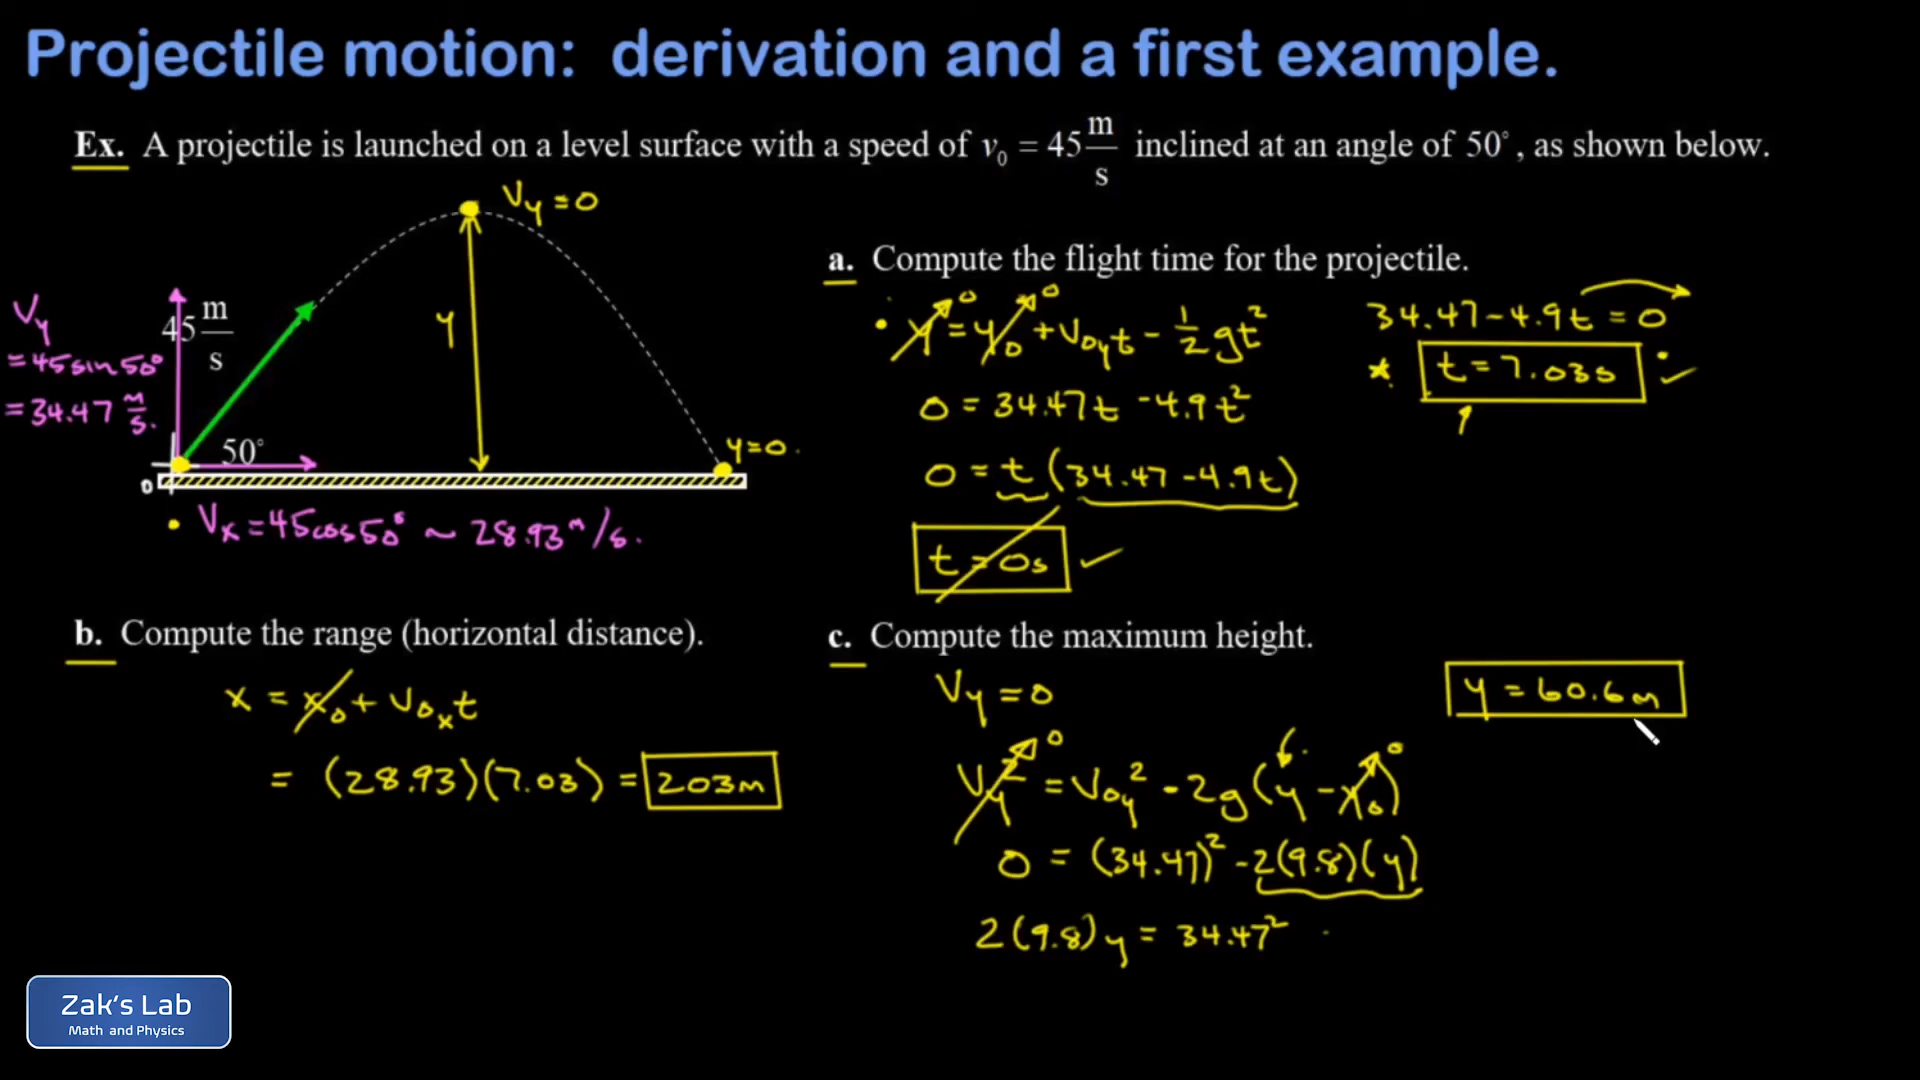 Projectile motion: derivation and a first example.
Ex. A projectile is launched on a level surface with a speed of v₀ = 45 m/s inclined at an angle of 50°, as shown below.
Vy = 0
Vy
= 45 sin 50°
= 34.47 m/s.
45 m/s
y
50°
y = 0.
0
Vx = 45 cos 50° ~ 28.93 m/s.
a. Compute the flight time for the projectile.
y = y₀ + v₀yt - 1/2 gt²
0 0
0 = 34.47t - 4.9t²
0 = t(34.47 - 4.9t)
t = 0s ✓
34.47 - 4.9t = 0
* t = 7.03s ✓
b. Compute the range (horizontal distance).
x = x₀ + v₀ₓt
= (28.93)(7.03) = 203m
c. Compute the maximum height.
Vy = 0
Vy² = V₀y² - 2g(y - y₀)
0 0
0 = (34.47)² - 2(9.8)(y)
2(9.8)y = 34.47²
y = 60.6m
Zak's Lab
Math and Physics